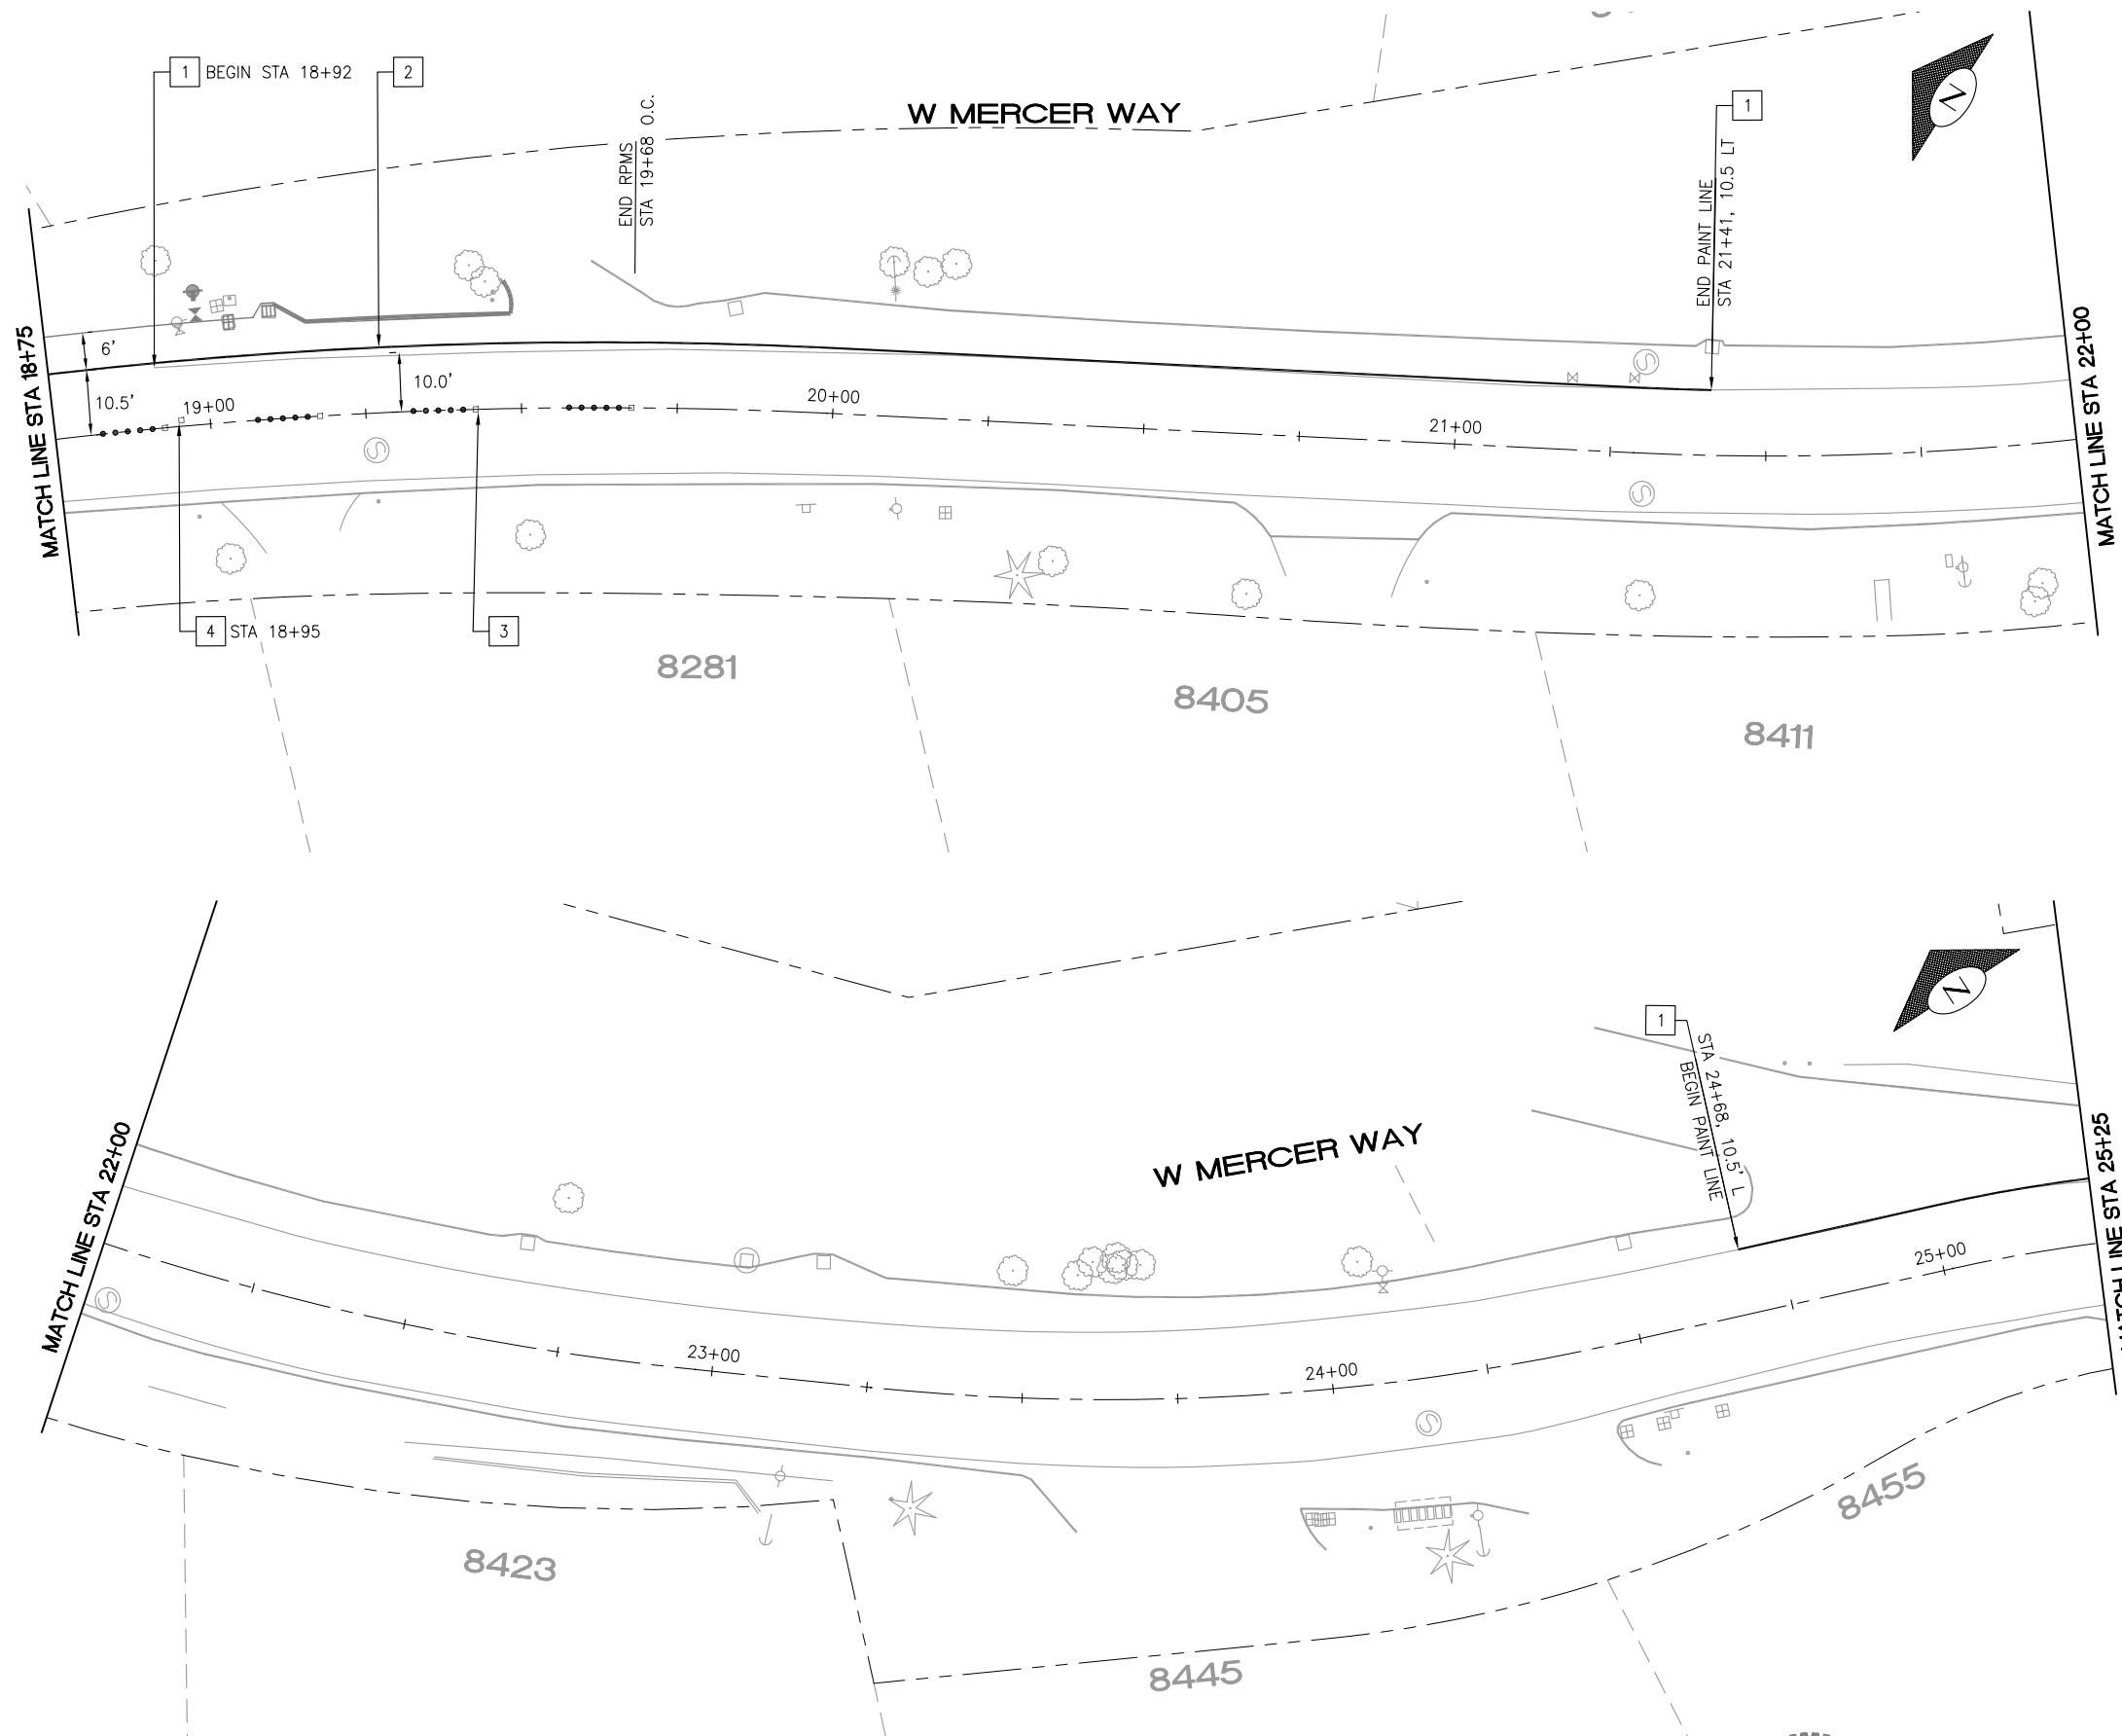 1 BEGIN STA 18+92
2
W MERCER WAY
END RPMS
STA 19+68 O.C.
1
END PAINT LINE
STA 21+41, 10.5 LT
N
MATCH LINE STA 18+75
6'
10.5'
19+00
10.0'
20+00
21+00
MATCH LINE STA 22+00
S
S
S
4 STA 18+95
3
8281
8405
8411
N
1
STA 24+68, 10.5' L
BEGIN PAINT LINE
W MERCER WAY
MATCH LINE STA 22+00
S
23+00
24+00
25+00
MATCH LINE STA 25+25
S
8423
8445
8455